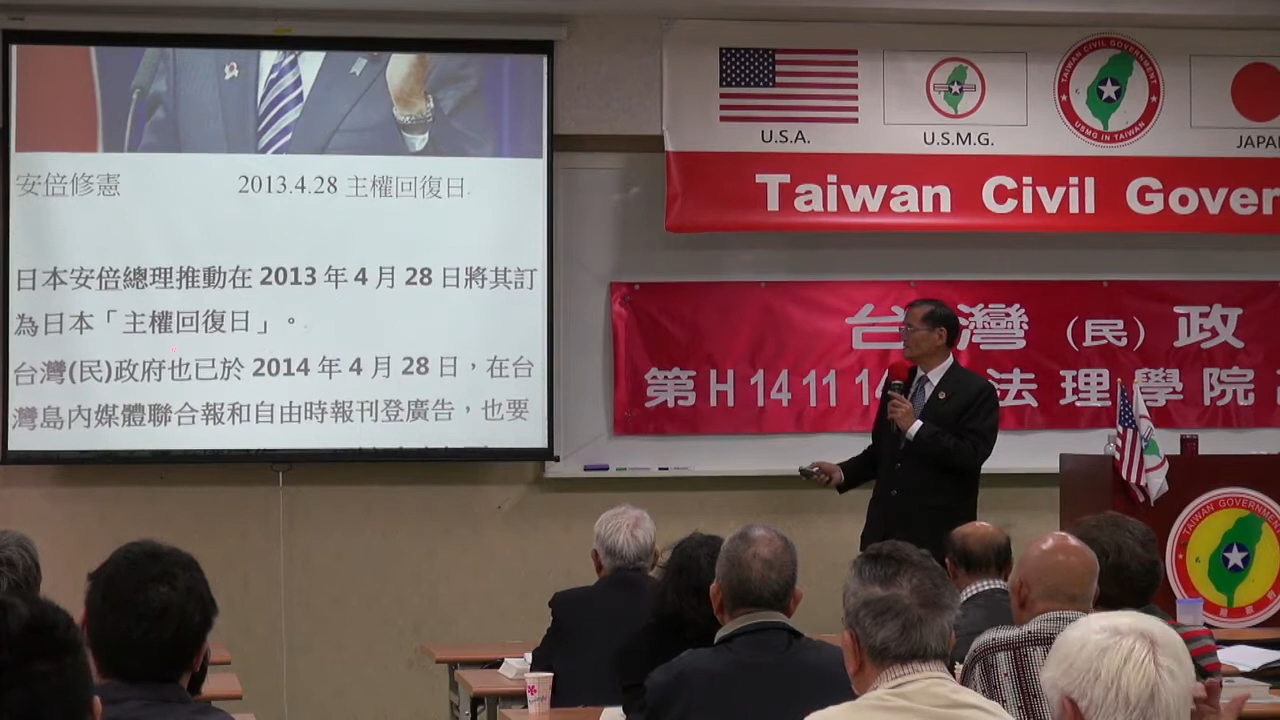 安倍修憲 2013.4.28 主權回復日
日本安倍總理推動在 2013 年 4 月 28 日將其訂
為日本「主權回復日」。
台灣(民)政府也已於 2014 年 4 月 28 日，在台
灣島內媒體聯合報和自由時報刊登廣告，也要
U.S.A.
U.S.M.G.
TAIWAN CIVIL GOVERNMENT
USMG IN TAIWAN
JAPA
Taiwan Civil Gover
台灣（民）政
第H 14 11 14
法理學院
TAIWAN GOVERNMENT